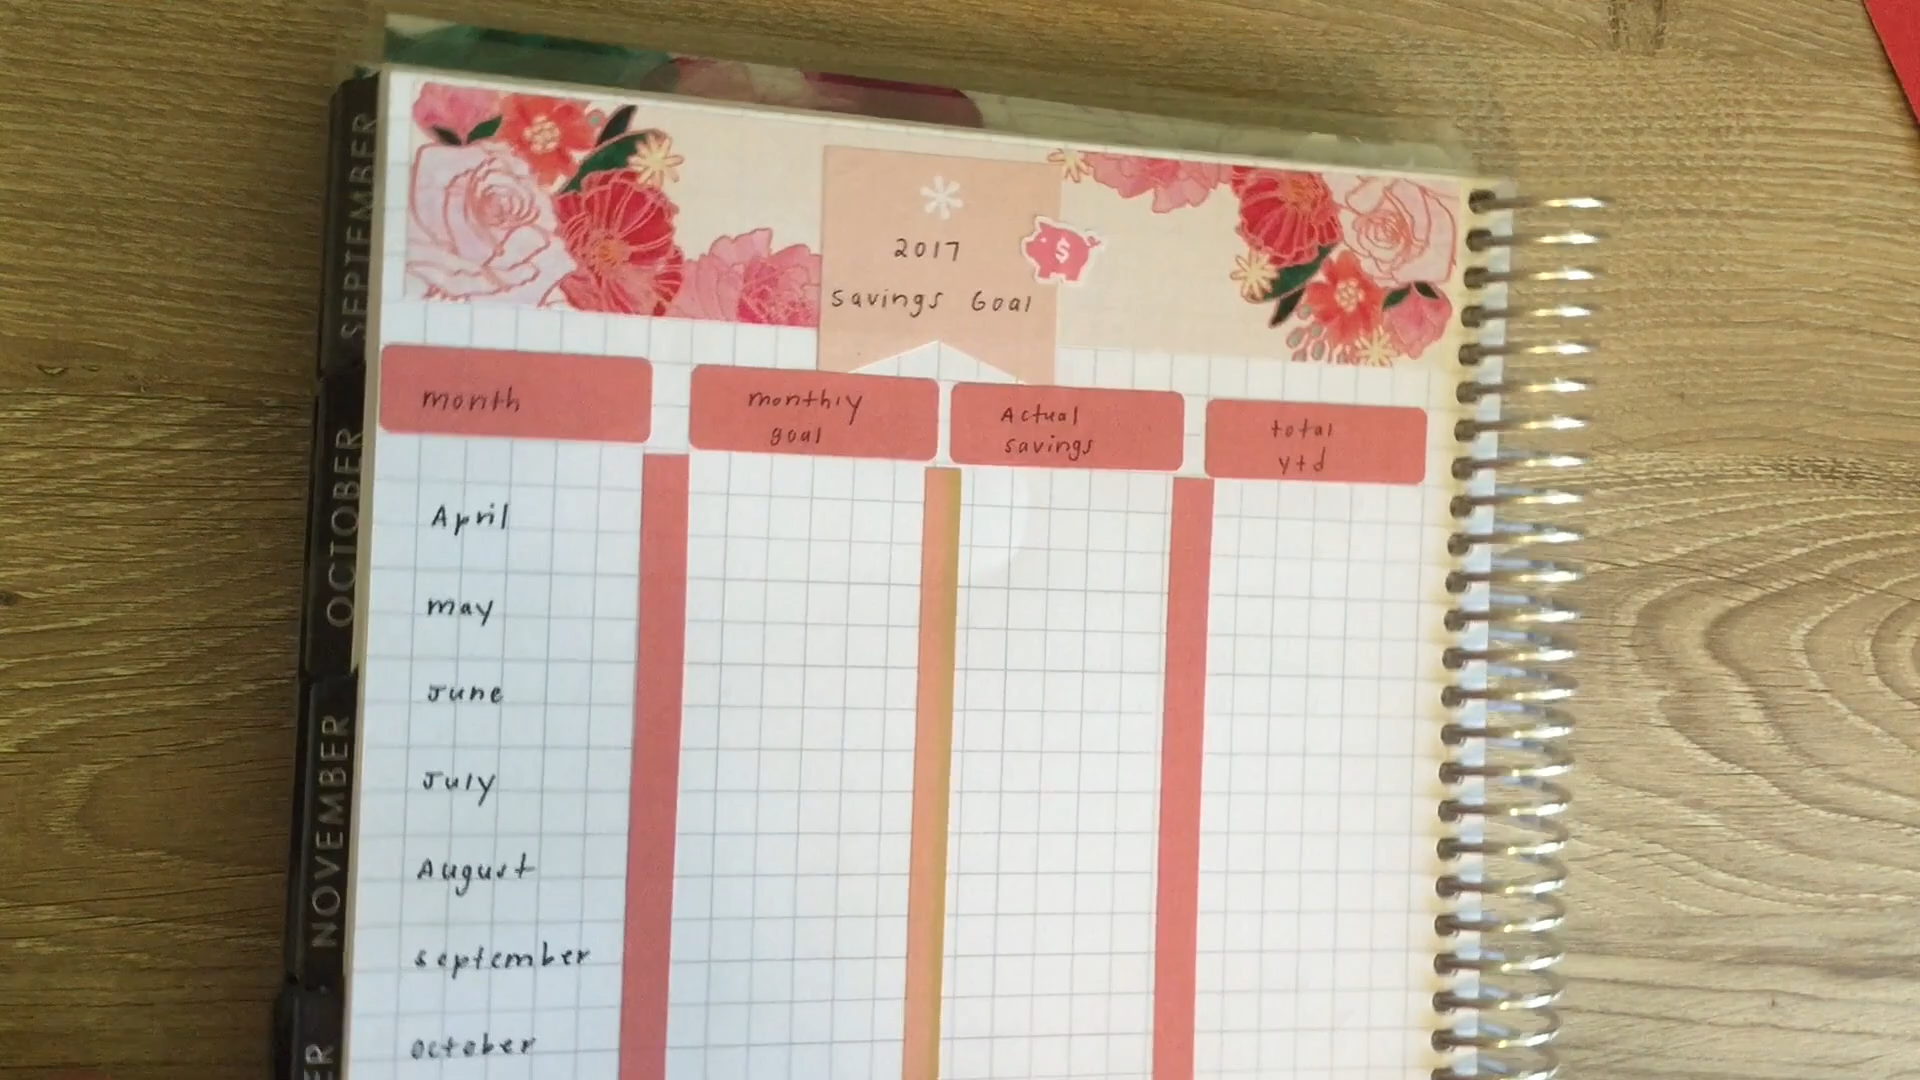 2017
savings Goal
month
monthly
goal
Actual
savings
total
ytd
April
may
June
July
August
september
october
SEPTEMBER
OCTOBER
NOVEMBER
$